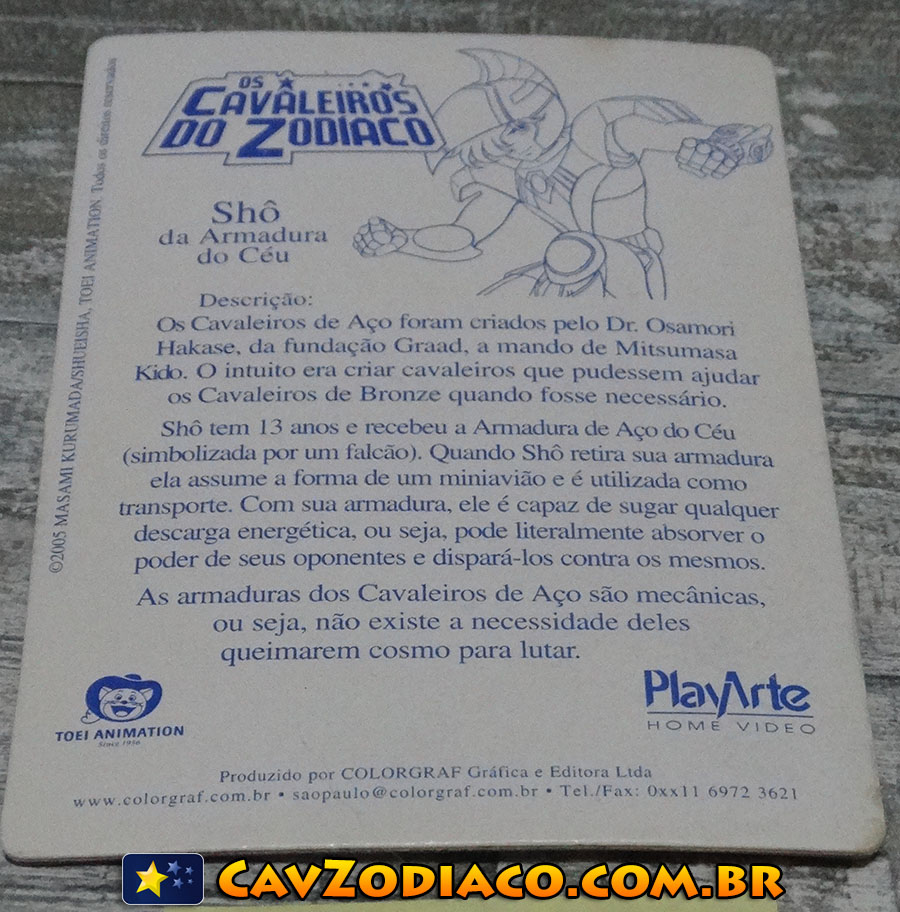 OS
CAVALEIROS
DO ZODIACO
Shô
da Armadura
do Céu
Descrição:
Os Cavaleiros de Aço foram criados pelo Dr. Osamori
Hakase, da fundação Graad, a mando de Mitsumasa
Kido. O intuito era criar cavaleiros que pudessem ajudar
os Cavaleiros de Bronze quando fosse necessário.
Shô tem 13 anos e recebeu a Armadura de Aço do Céu
(simbolizada por um falcão). Quando Shô retira sua armadura
ela assume a forma de um miniavião e é utilizada como
transporte. Com sua armadura, ele é capaz de sugar qualquer
descarga energética, ou seja, pode literalmente absorver o
poder de seus oponentes e dispará-los contra os mesmos.
As armaduras dos Cavaleiros de Aço são mecânicas,
ou seja, não existe a necessidade deles
queimarem cosmo para lutar.
©2005 MASAMI KURUMADA/SHUEISHA, TOEI ANIMATION. Todos os direitos reservados
TOEI ANIMATION
Since 1956
PlayArte
HOME VIDEO
Produzido por COLORGRAF Gráfica e Editora Ltda
www.colorgraf.com.br • saopaulo@colorgraf.com.br • Tel./Fax: 0xx11 6972 3621
CAVZODIACO.COM.BR